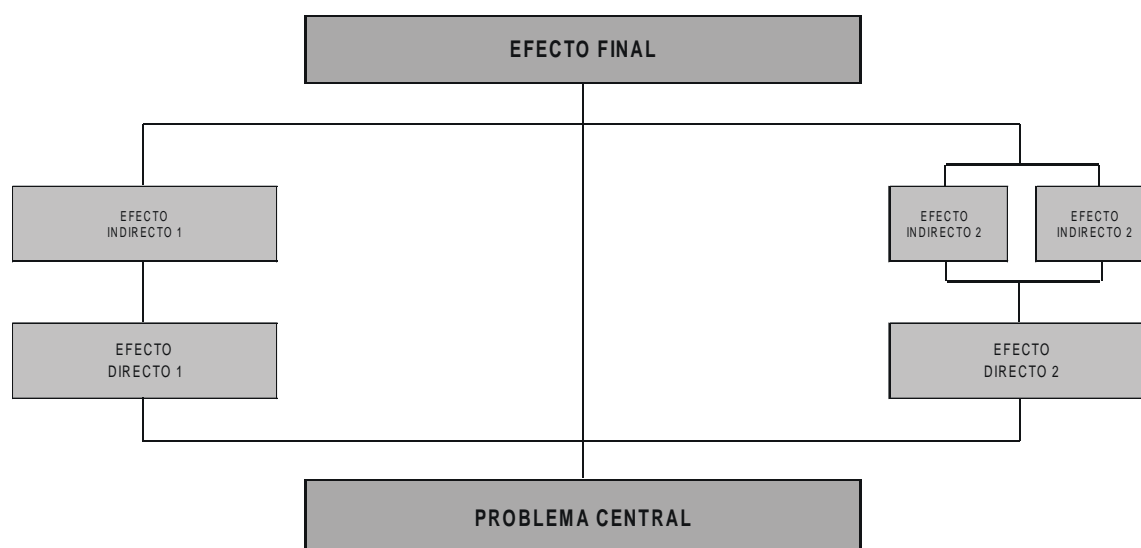 EFECTO FINAL
EFECTO
INDIRECTO 1
EFECTO
INDIRECTO 2
EFECTO
INDIRECTO 2
EFECTO
DIRECTO 1
EFECTO
DIRECTO 2
PROBLEMA CENTRAL